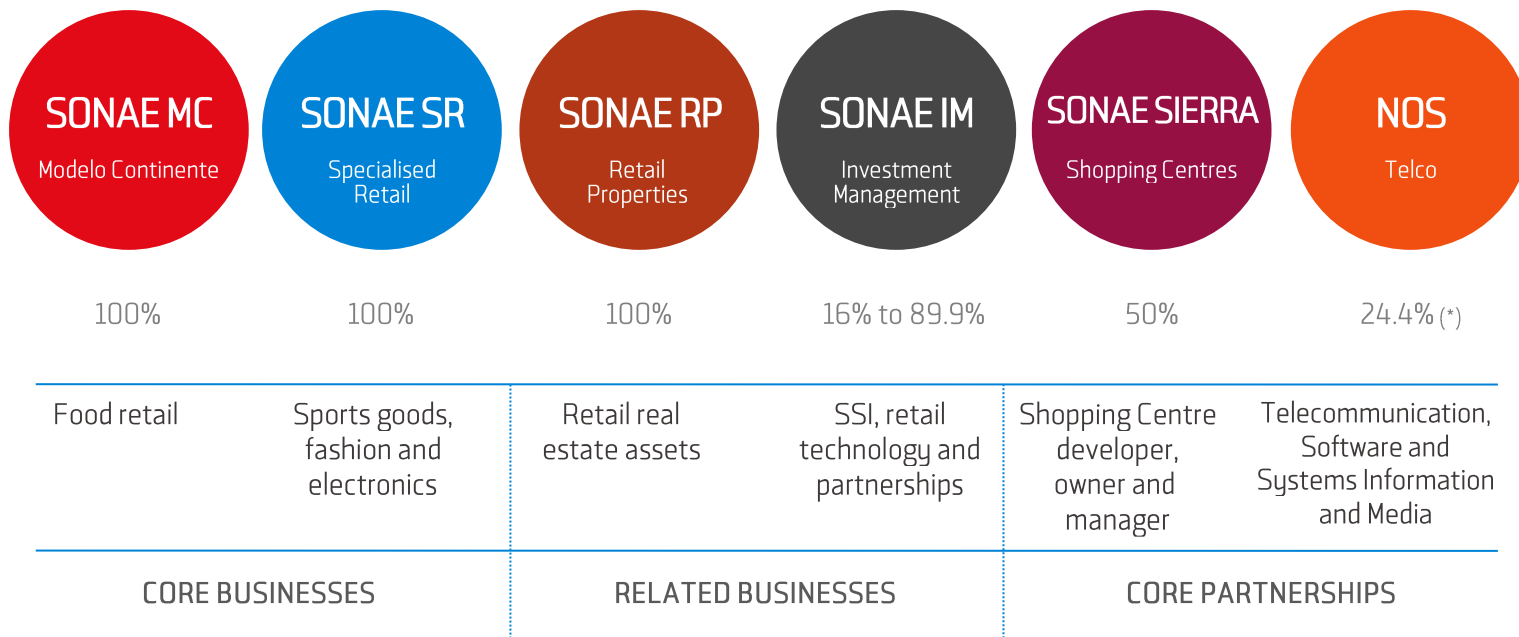 SONAE MC
Modelo Continente
SONAE SR
Specialised
Retail
SONAE RP
Retail
Properties
SONAE IM
Investment
Management
SONAE SIERRA
Shopping Centres
NOS
Telco
100%
100%
100%
16% to 89.9%
50%
24.4% (*)
Food retail
Sports goods,
fashion and
electronics
Retail real
estate assets
SSI, retail
technology and
partnerships
Shopping Centre
developer,
owner and
manager
Telecommunication,
Software and
Systems Information
and Media
CORE BUSINESSES
RELATED BUSINESSES
CORE PARTNERSHIPS